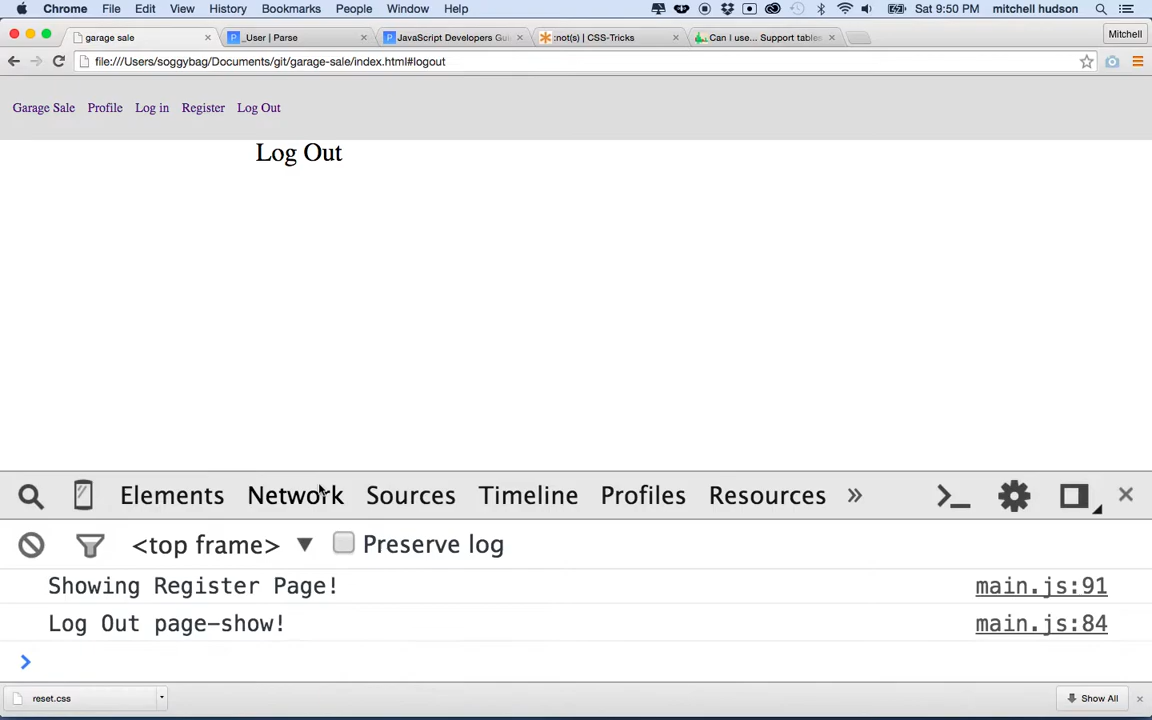 Chrome File Edit View History Bookmarks People Window Help Sat 9:50 PM mitchell hudson
garage sale _User | Parse JavaScript Developers Gui :not(s) | CSS-Tricks Can I use... Support tables Mitchell
file:///Users/soggybag/Documents/git/garage-sale/index.html#logout
Garage Sale Profile Log in Register Log Out
Log Out
Elements Network Sources Timeline Profiles Resources »
<top frame> ▼ Preserve log
Showing Register Page! main.js:91
Log Out page-show! main.js:84
>
reset.css Show All